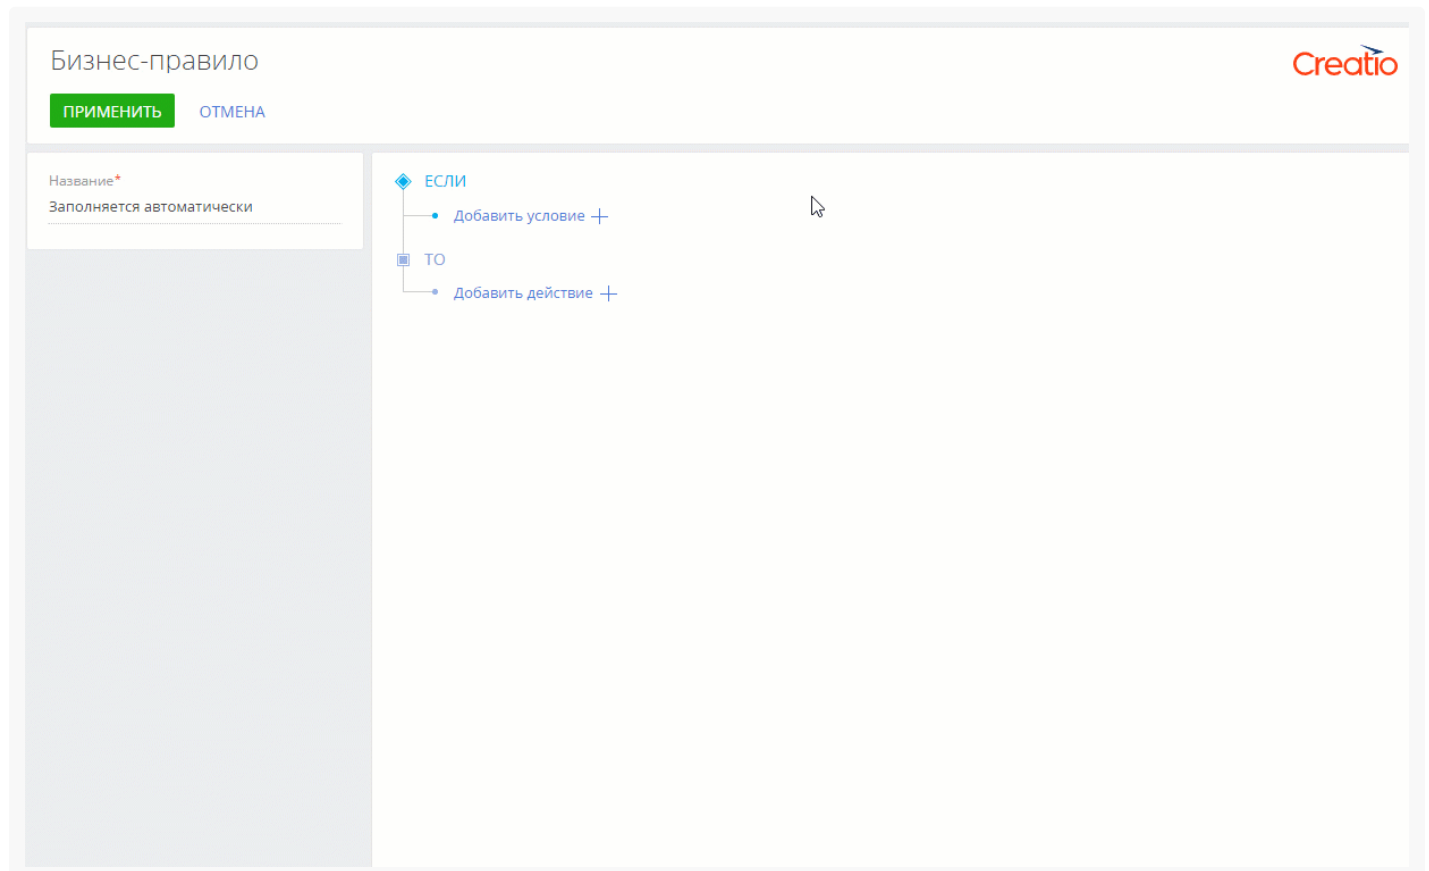 Бизнес-правило
Creatio
ПРИМЕНИТЬ ОТМЕНА
Название*
Заполняется автоматически
ЕСЛИ
Добавить условие
ТО
Добавить действие